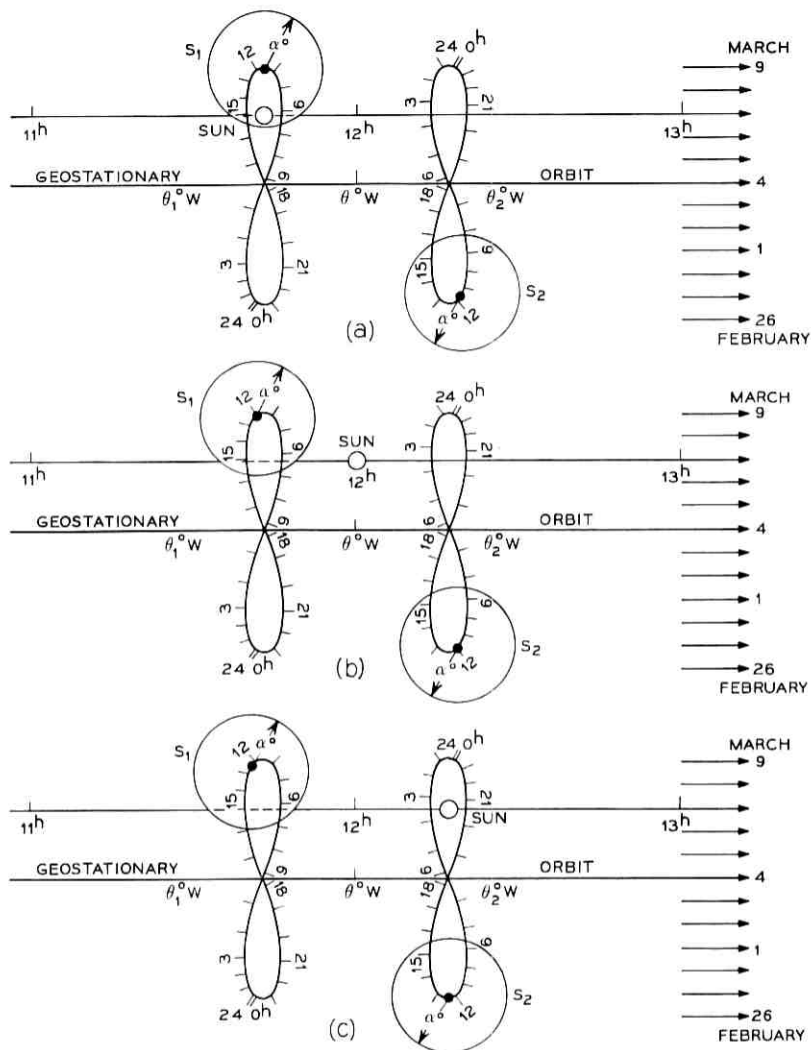 S₁ 12 α° 24 0ʰ MARCH
9
3 21
15 6
11ʰ SUN 12ʰ 13ʰ
GEOSTATIONARY 6 18 6 18 ORBIT 4
θ₁°W θ°W θ₂°W
3 21 15 9 1
24 0ʰ α° 12 S₂ 26
(a) FEBRUARY
S₁ 12 α° 24 0ʰ MARCH
9
SUN
15 9 3 21
11ʰ 12ʰ 13ʰ
GEOSTATIONARY 6 18 6 18 ORBIT 4
θ₁°W θ°W θ₂°W
3 21 15 9 1
24 0ʰ α° 12 S₂ 26
(b) FEBRUARY
S₁ 12 α° 24 0ʰ MARCH
9
15 9 3 21
11ʰ 12ʰ SUN 13ʰ
GEOSTATIONARY 6 18 6 18 ORBIT 4
θ₁°W θ°W θ₂°W
3 21 15 9 1
24 0ʰ α° 12 S₂ 26
(c) FEBRUARY